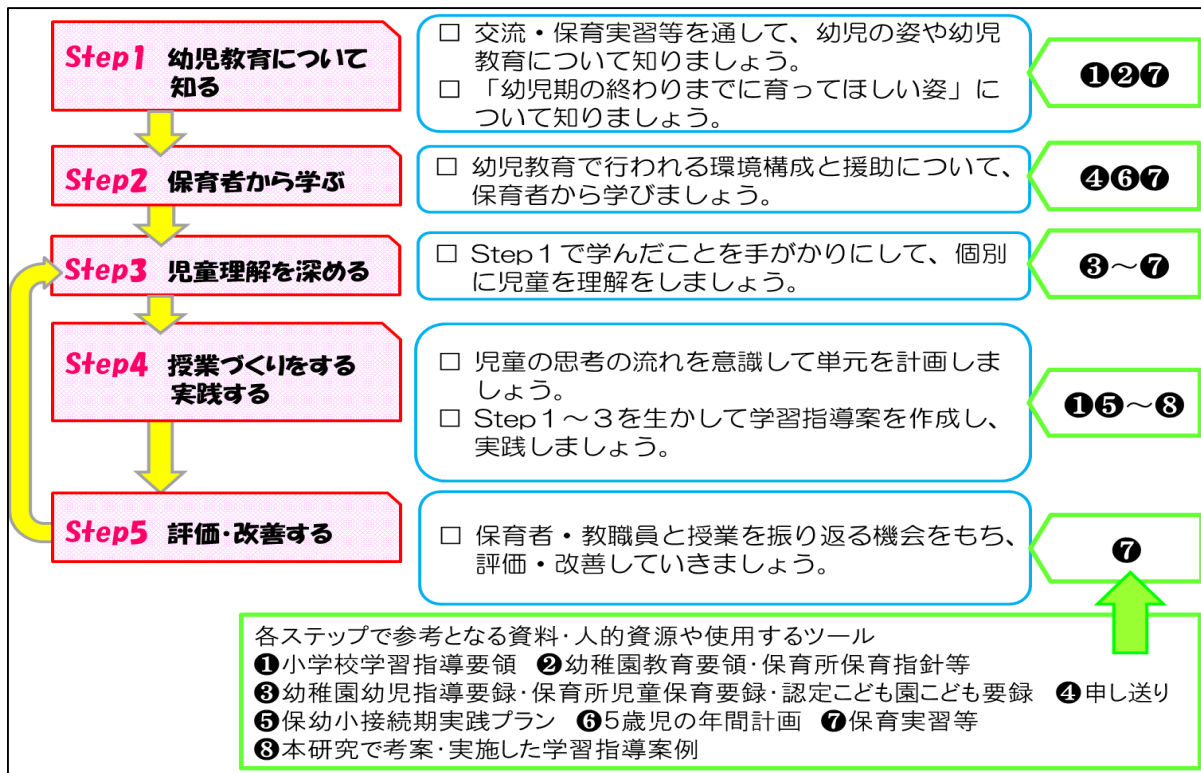 Step1 幼児教育について
知る
□ 交流・保育実習等を通して、幼児の姿や幼児
教育について知りましょう。
□ 「幼児期の終わりまでに育ってほしい姿」に
ついて知りましょう。
❶❷❼
Step2 保育者から学ぶ
□ 幼児教育で行われる環境構成と援助について、
保育者から学びましょう。
❹❻❼
Step3 児童理解を深める
□ Step１で学んだことを手がかりにして、個別
に児童を理解をしましょう。
❸～❼
Step4 授業づくりをする
実践する
□ 児童の思考の流れを意識して単元を計画しま
しょう。
□ Step１～３を生かして学習指導案を作成し、
実践しましょう。
❶❺～❽
Step5 評価・改善する
□ 保育者・教職員と授業を振り返る機会をもち、
評価・改善していきましょう。
❼
各ステップで参考となる資料・人的資源や使用するツール
❶小学校学習指導要領 ❷幼稚園教育要領・保育所保育指針等
❸幼稚園幼児指導要録・保育所児童保育要録・認定こども園こども要録 ❹申し送り
❺保幼小接続期実践プラン ❻5歳児の年間計画 ❼保育実習等
❽本研究で考案・実施した学習指導案例